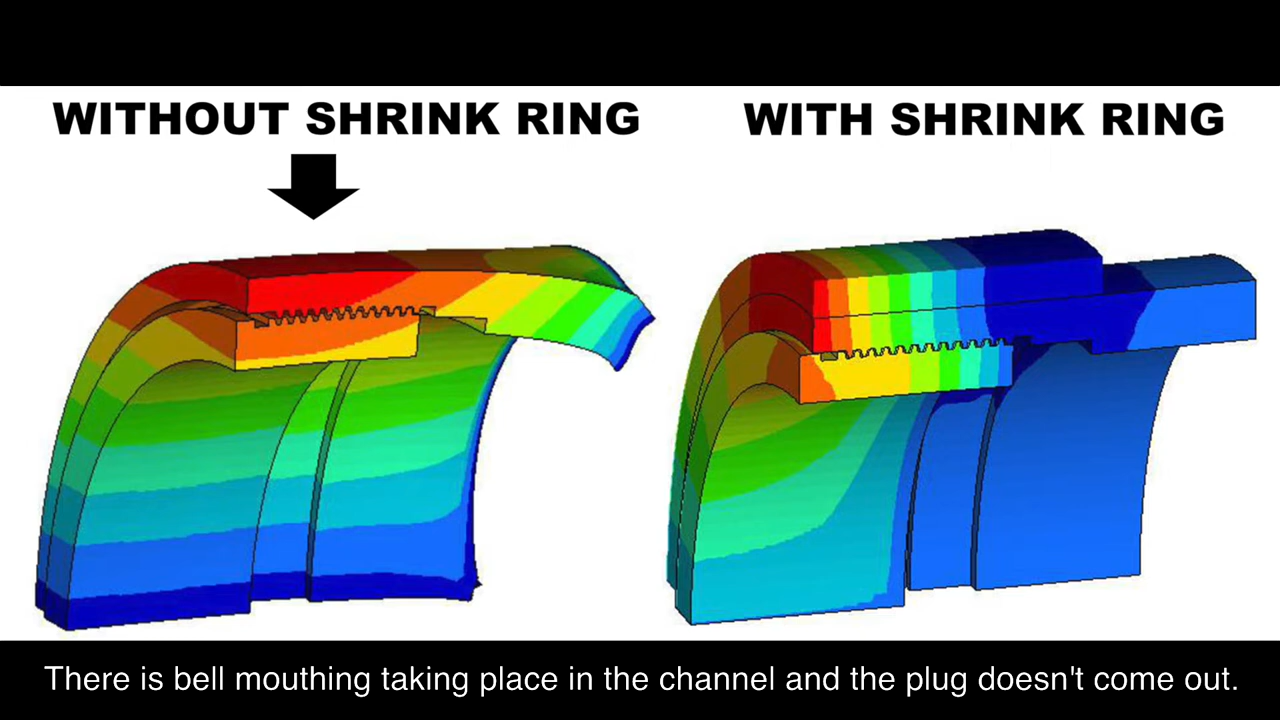 WITHOUT SHRINK RING
WITH SHRINK RING
There is bell mouthing taking place in the channel and the plug doesn't come out.